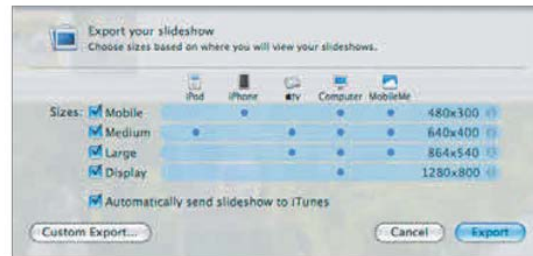 Export your slideshow
Choose sizes based on where you will view your slideshows.
iPod iPhone tv Computer MobileMe
Sizes: Mobile 480x300
Medium 640x400
Large 864x540
Display 1280x800
Automatically send slideshow to iTunes
Custom Export... Cancel Export